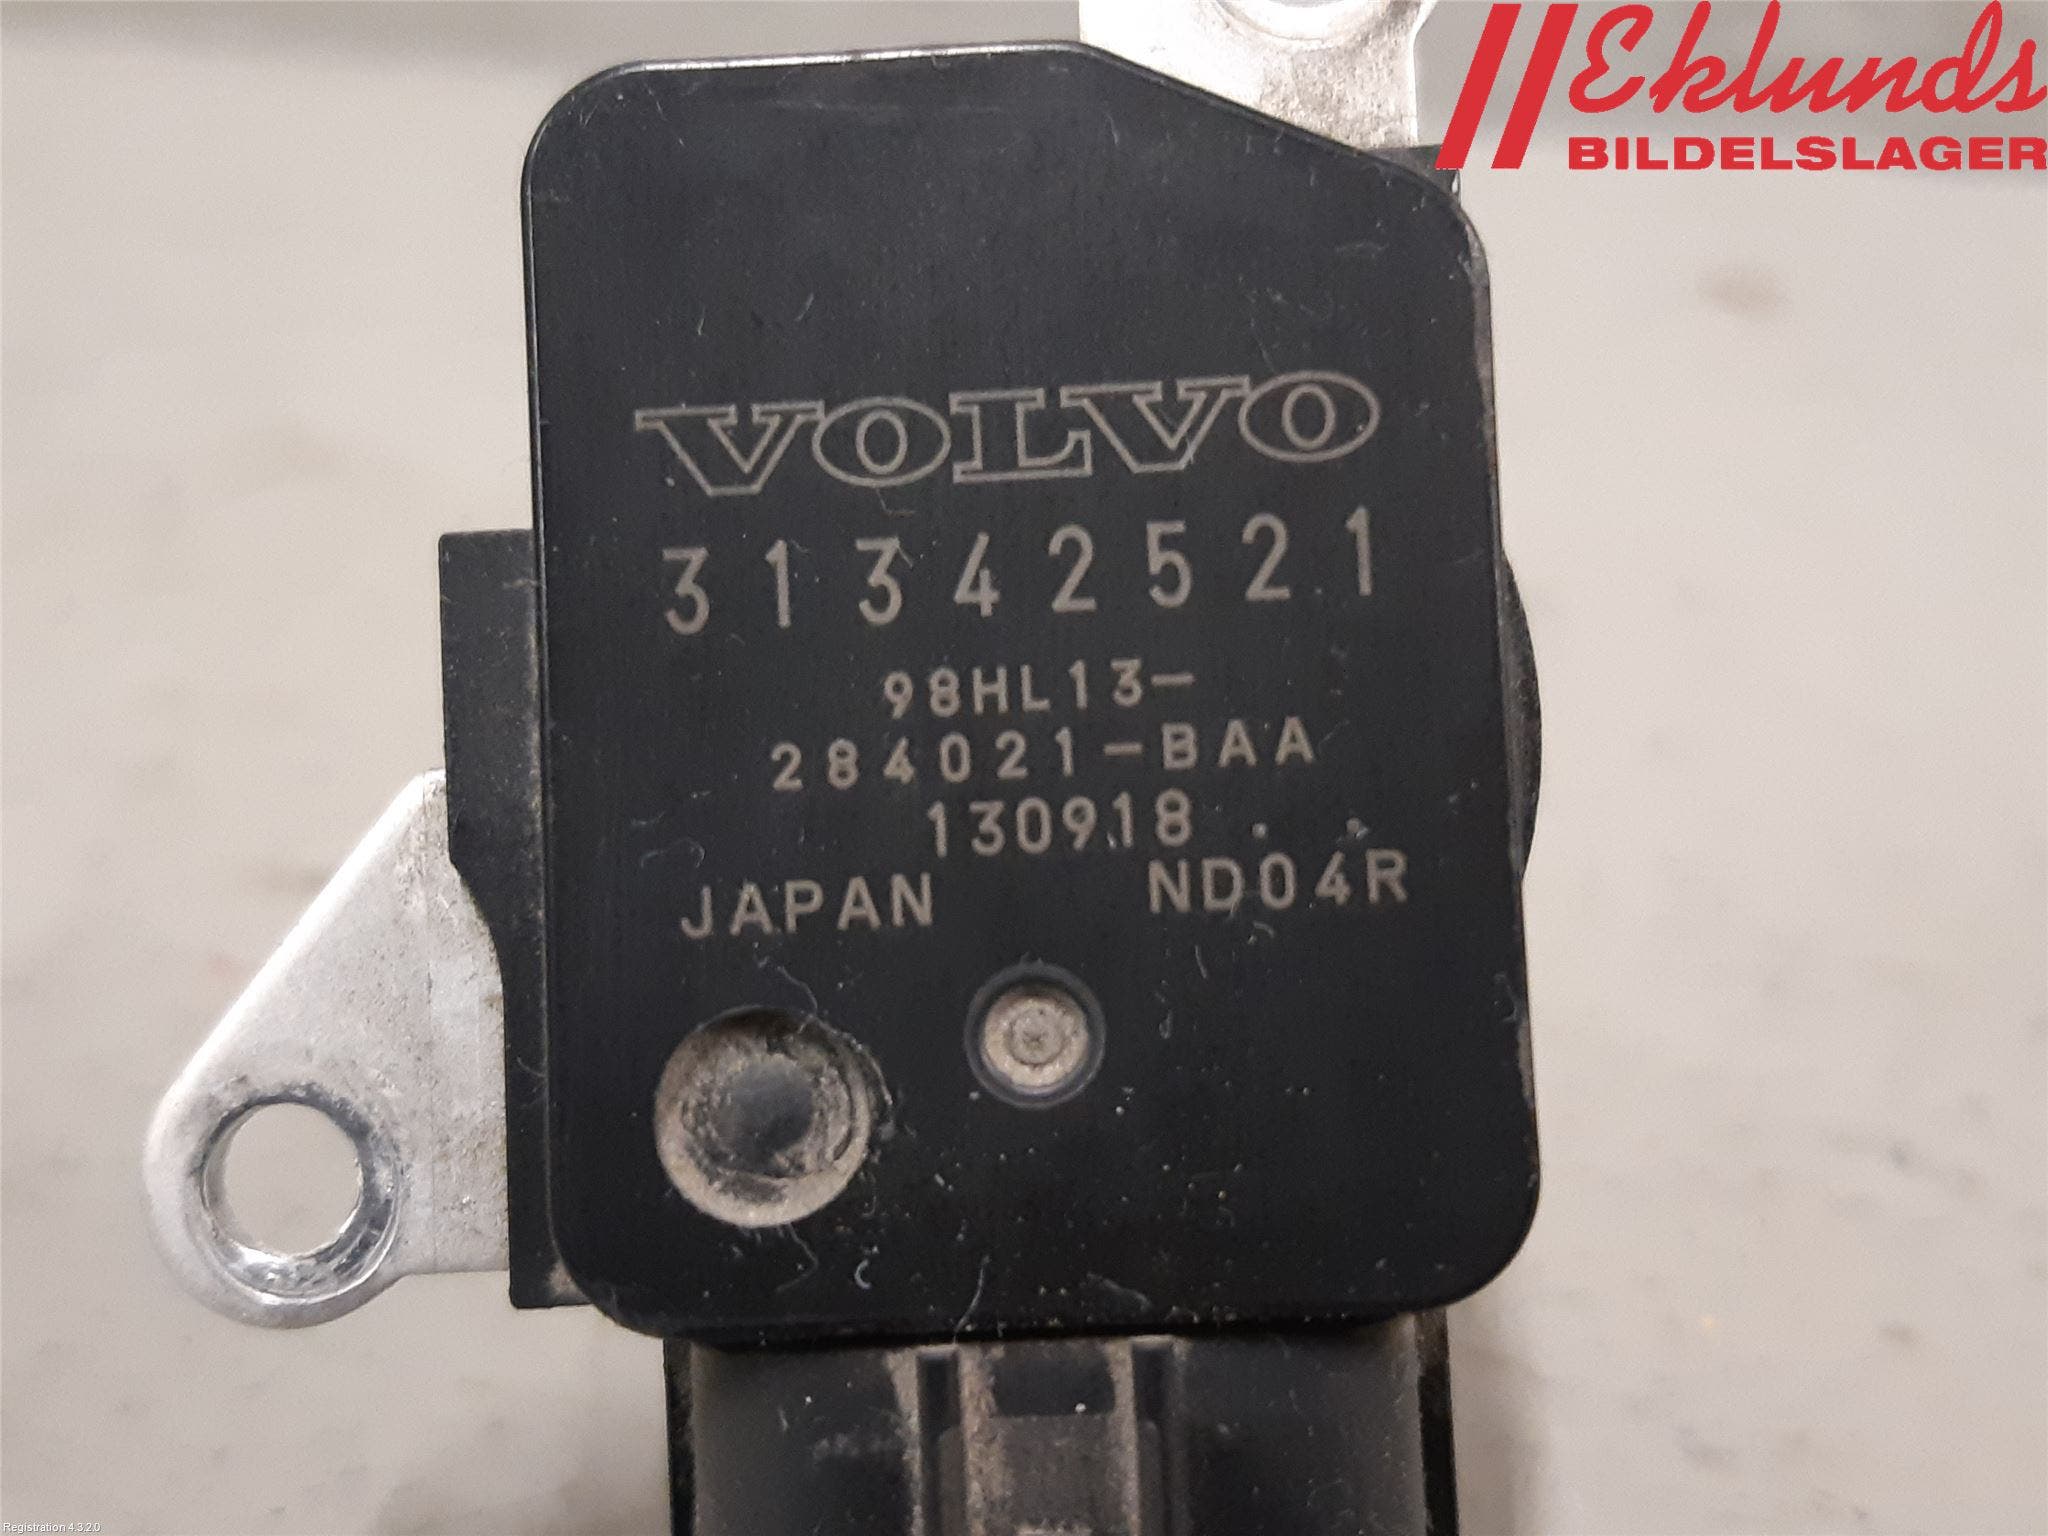 Eklunds
BILDELSLAGER
VOLVO
31342521
98HL13-
284021-BAA
130918
JAPAN ND04R
Registration 4.3.2.0